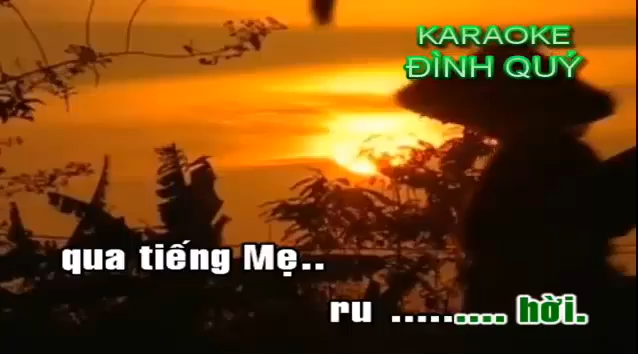 KARAOKE
ĐÌNH QUÝ
qua tiếng Mẹ..
ru .......... hời.